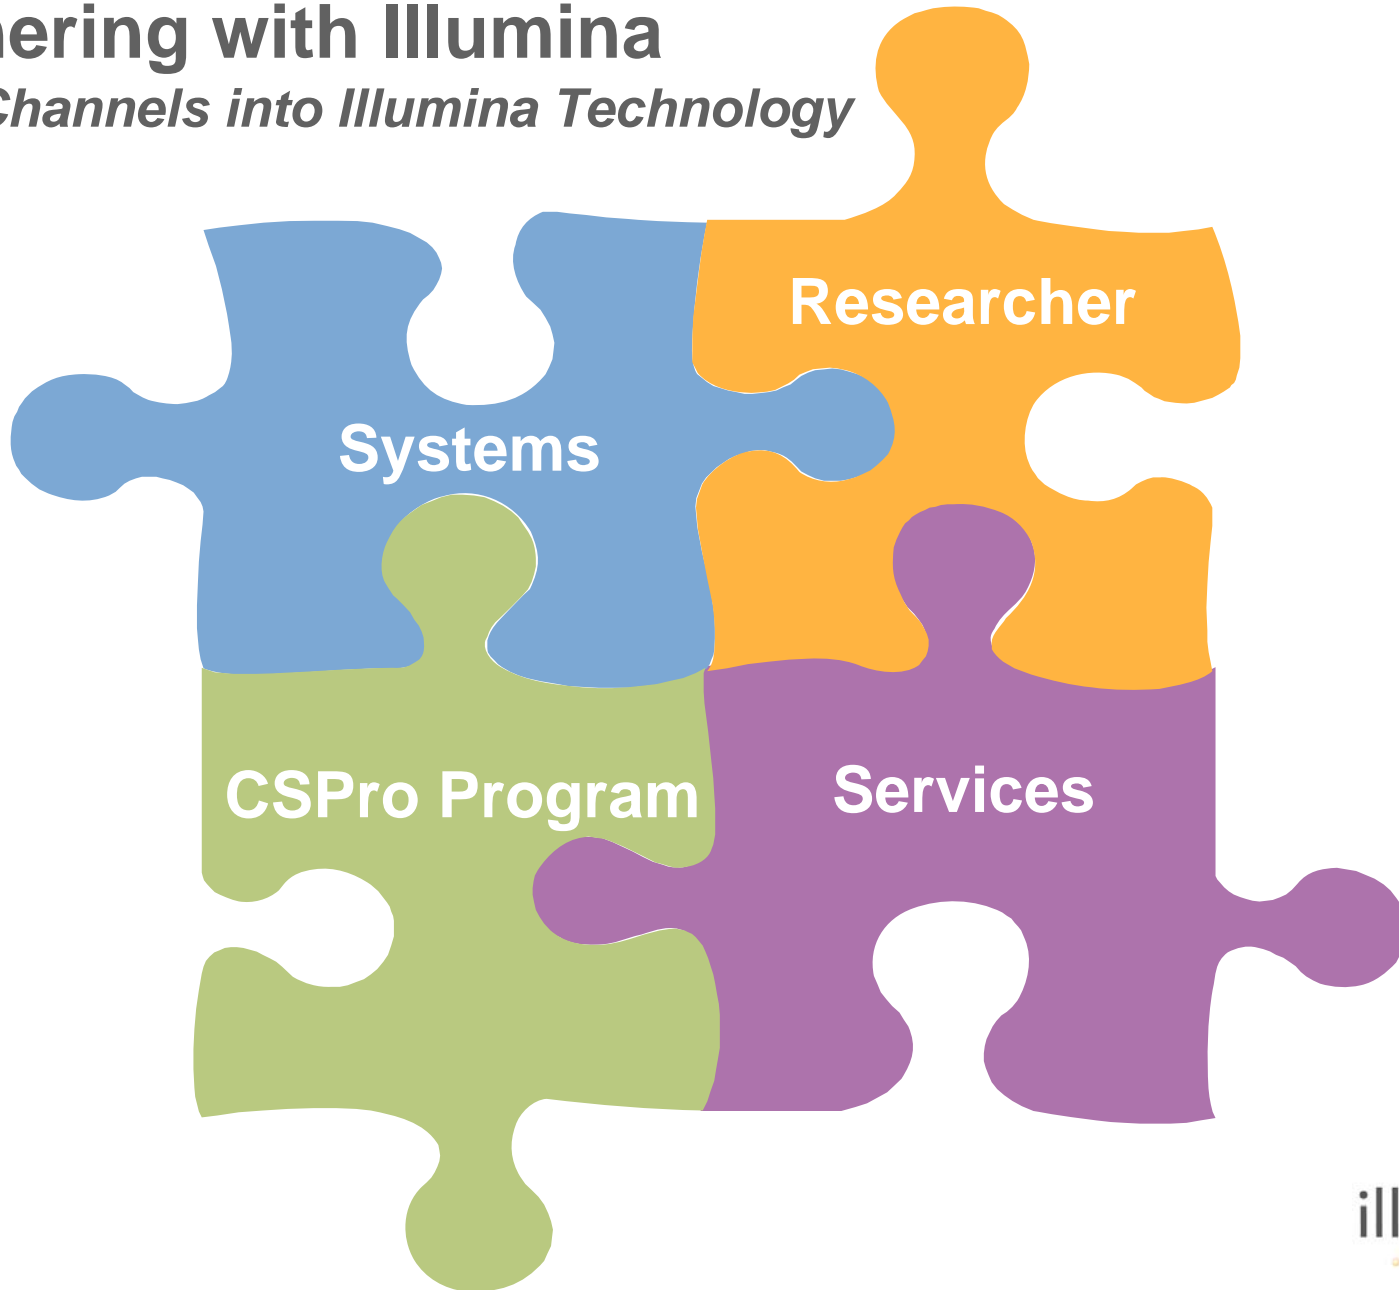 nering with Illumina
Channels into Illumina Technology
Researcher
Systems
CSPro Program
Services
ill